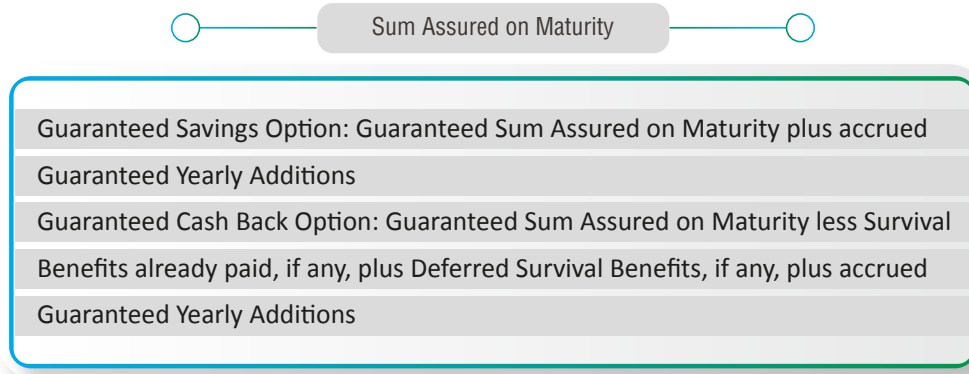 Sum Assured on Maturity
Guaranteed Savings Option: Guaranteed Sum Assured on Maturity plus accrued
Guaranteed Yearly Additions
Guaranteed Cash Back Option: Guaranteed Sum Assured on Maturity less Survival
Benefits already paid, if any, plus Deferred Survival Benefits, if any, plus accrued
Guaranteed Yearly Additions